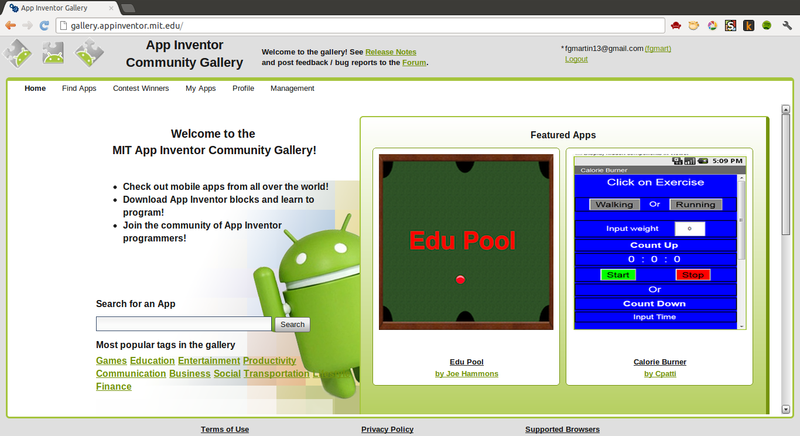 App Inventor Gallery
gallery.appinventor.mit.edu/
App Inventor
Community Gallery
Welcome to the gallery! See Release Notes
and post feedback / bug reports to the Forum.
*fgmartin13@gmail.com (fgmart)
Logout
Home Find Apps Contest Winners My Apps Profile Management
Welcome to the
MIT App Inventor Community Gallery!
• Check out mobile apps from all over the world!
• Download App Inventor blocks and learn to
program!
• Join the community of App Inventor
programmers!
Search for an App
Search
Most popular tags in the gallery
Games Education Entertainment Productivity
Communication Business Social Transportation
Finance
Featured Apps
Edu Pool
Edu Pool
by Joe Hammons
5:09 PM
Calorie Burner
Click on Exercise
Walking Or Running
Input weight 0
Count Up
0 : 0 : 0
Start Stop
Or
Count Down
Input Time
Calorie Burner
by Cpatti
Terms of Use Privacy Policy Supported Browsers